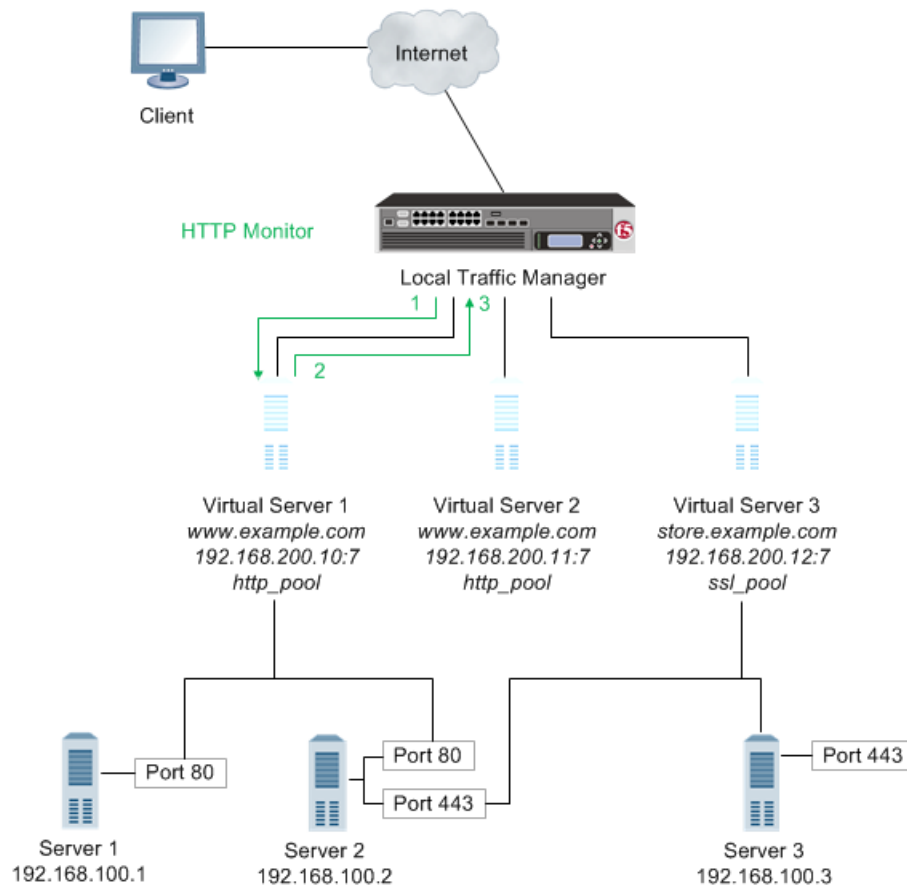 Internet
Client
HTTP Monitor
f5
Local Traffic Manager
1
3
2
Virtual Server 1
www.example.com
192.168.200.10:7
http_pool
Virtual Server 2
www.example.com
192.168.200.11:7
http_pool
Virtual Server 3
store.example.com
192.168.200.12:7
ssl_pool
Port 80
Port 80
Port 443
Port 443
Server 1
192.168.100.1
Server 2
192.168.100.2
Server 3
192.168.100.3